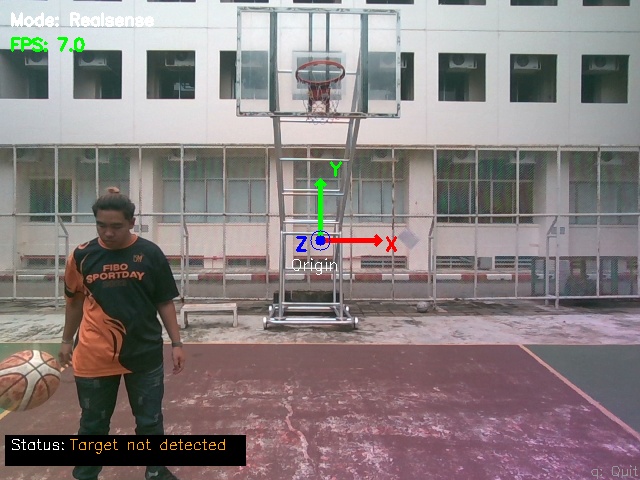 Mode: Realsense
FPS: 7.0
Y
Z
X
Origin
FIBO
SPORTDAY
Status: Target not detected
q: Quit